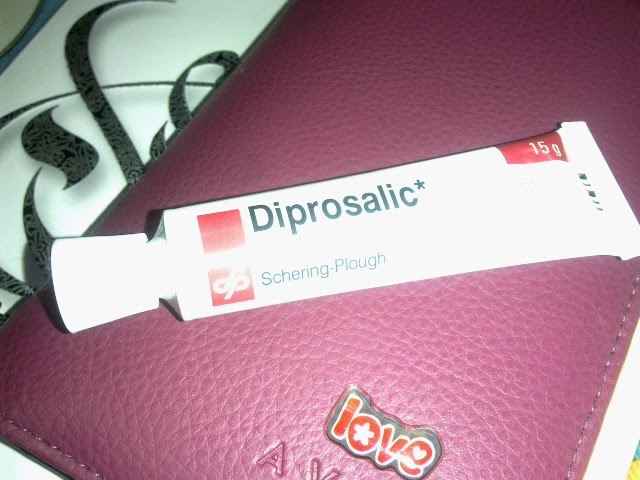 15 g
Diprosalic*
Schering-Plough
love
A K